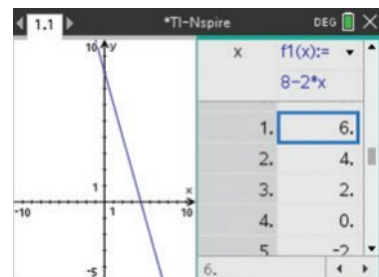 1.1 *TI-Nspire DEG
10 y
1
x
-10 1 10
-5
x f1(x):=
8-2*x
1. 6.
2. 4.
3. 2.
4. 0.
5 -2
6.